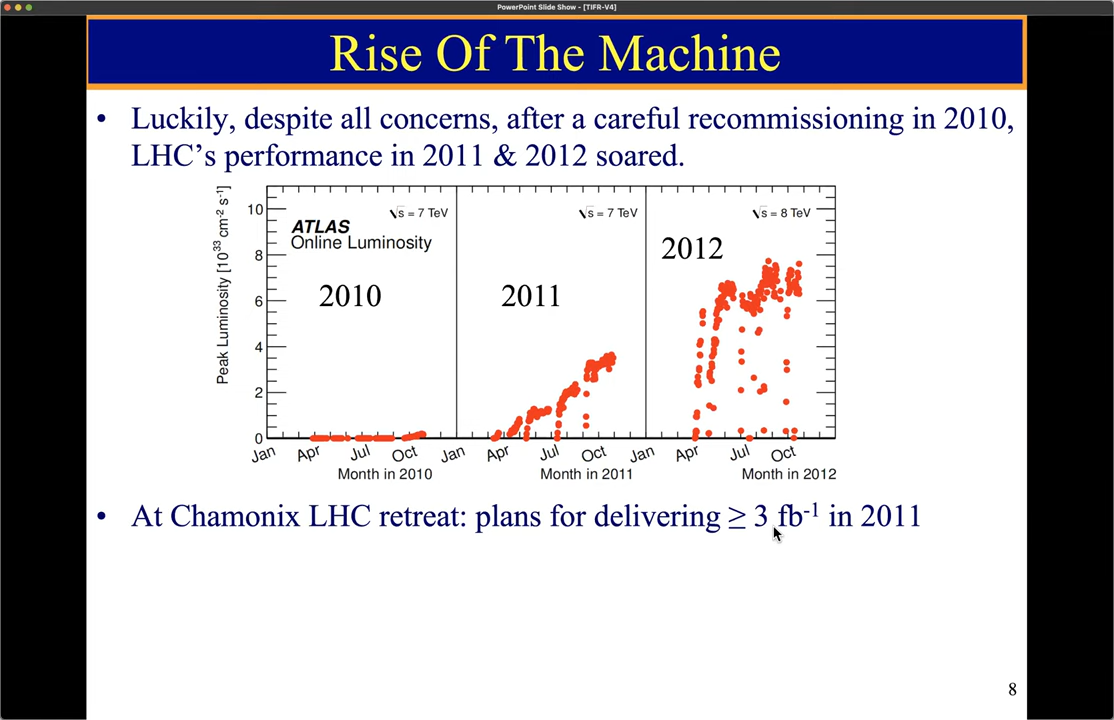 PowerPoint Slide Show - [TIFR-V4]
Rise Of The Machine
• Luckily, despite all concerns, after a careful recommissioning in 2010,
LHC’s performance in 2011 & 2012 soared.
Peak Luminosity [10³³ cm⁻² s⁻¹]
10
8
6
4
2
0
ATLAS
Online Luminosity
√s = 7 TeV
2010
Jan Apr Jul Oct
Month in 2010
√s = 7 TeV
2011
Jan Apr Jul Oct
Month in 2011
√s = 8 TeV
2012
Jan Apr Jul Oct
Month in 2012
• At Chamonix LHC retreat: plans for delivering ≥ 3 fb⁻¹ in 2011
8